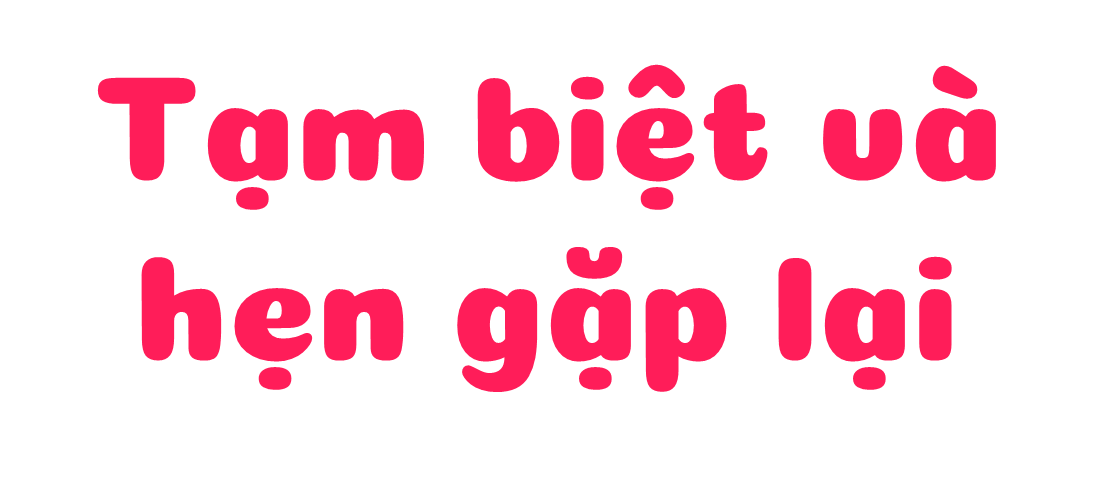 Tạm biệt và
hẹn gặp lại